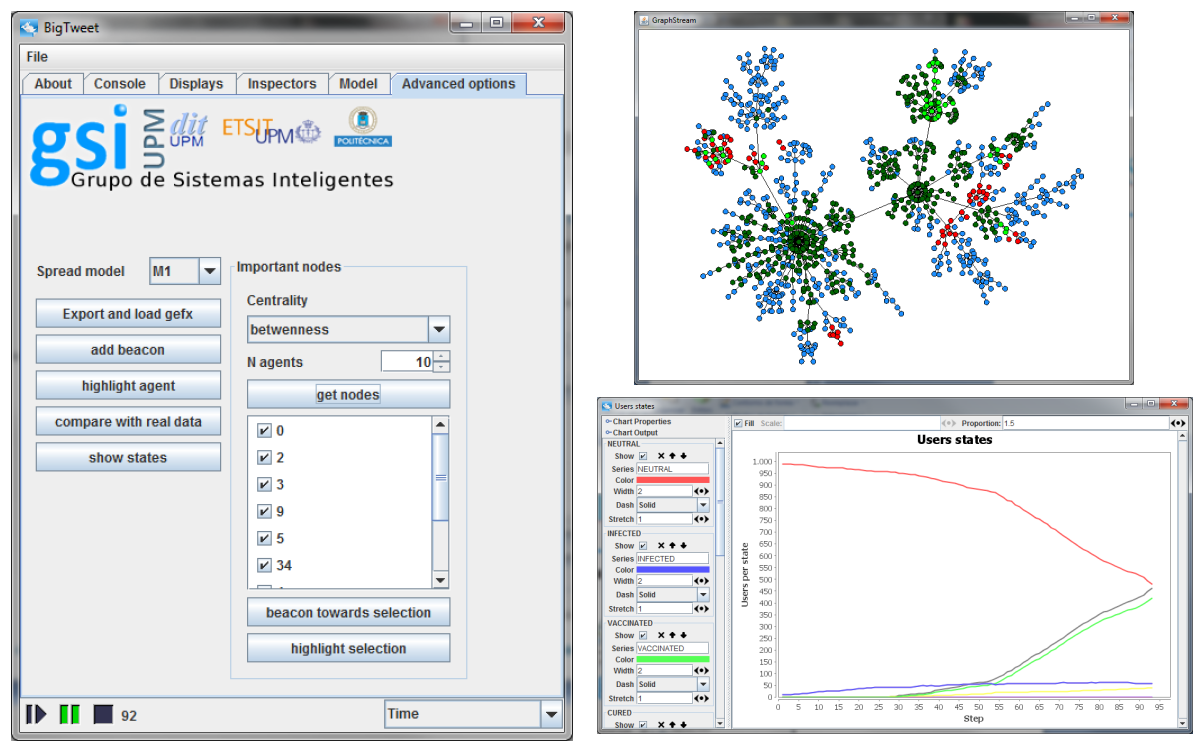 BigTweet
File
About
Console
Displays
Inspectors
Model
Advanced options
gsi
UPM
dit
UPM
ETSIT
UPM
POLITÉCNICA
Grupo de Sistemas Inteligentes
Spread model
M1
Export and load gefx
add beacon
highlight agent
compare with real data
show states
Important nodes
Centrality
betwenness
N agents
10
get nodes
0
2
3
9
5
34
beacon towards selection
highlight selection
92
Time
GraphStream
Users states
Chart Properties
Chart Output
NEUTRAL
Show
Series NEUTRAL
Color
Width 2
Dash Solid
Stretch 1
INFECTED
Show
Series INFECTED
Color
Width 2
Dash Solid
Stretch 1
VACCINATED
Show
Series VACCINATED
Color
Width 2
Dash Solid
Stretch 1
CURED
Show
Fill Scale: Proportion: 1.5
Users states
Users per state
1.000
950
900
850
800
750
700
650
600
550
500
450
400
350
300
250
200
150
100
50
0
0 5 10 15 20 25 30 35 40 45 50 55 60 65 70 75 80 85 90 95
Step